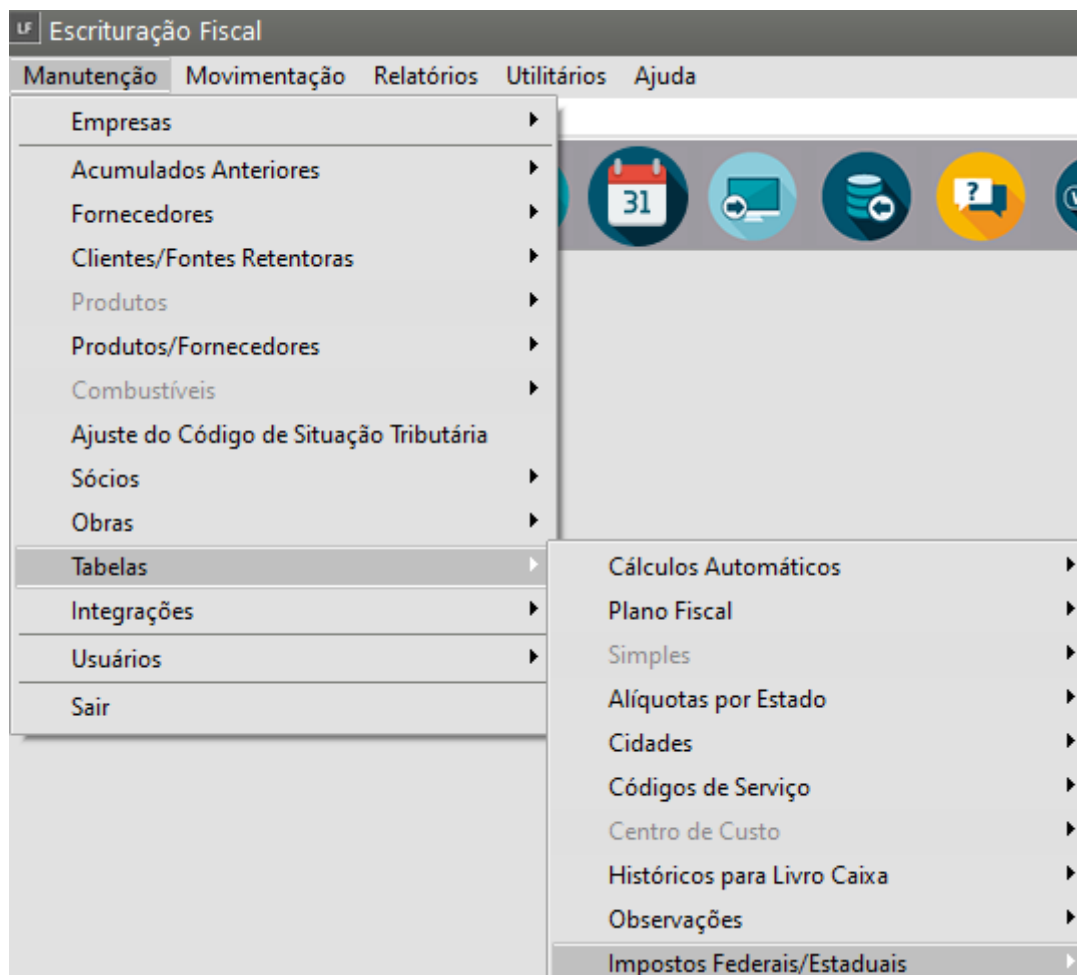 LF Escrituração Fiscal
Manutenção Movimentação Relatórios Utilitários Ajuda
Empresas
Acumulados Anteriores
Fornecedores
31
?
Clientes/Fontes Retentoras
Produtos
Produtos/Fornecedores
Combustíveis
Ajuste do Código de Situação Tributária
Sócios
Obras
Tabelas
Integrações
Usuários
Sair
Cálculos Automáticos
Plano Fiscal
Simples
Alíquotas por Estado
Cidades
Códigos de Serviço
Centro de Custo
Históricos para Livro Caixa
Observações
Impostos Federais/Estaduais